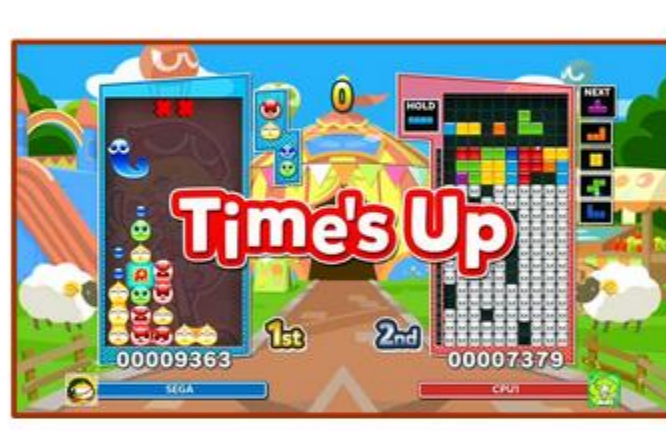 0
HOLD
NEXT
Time's Up
1st
2nd
00009363
00007379
SEGA
CPU1